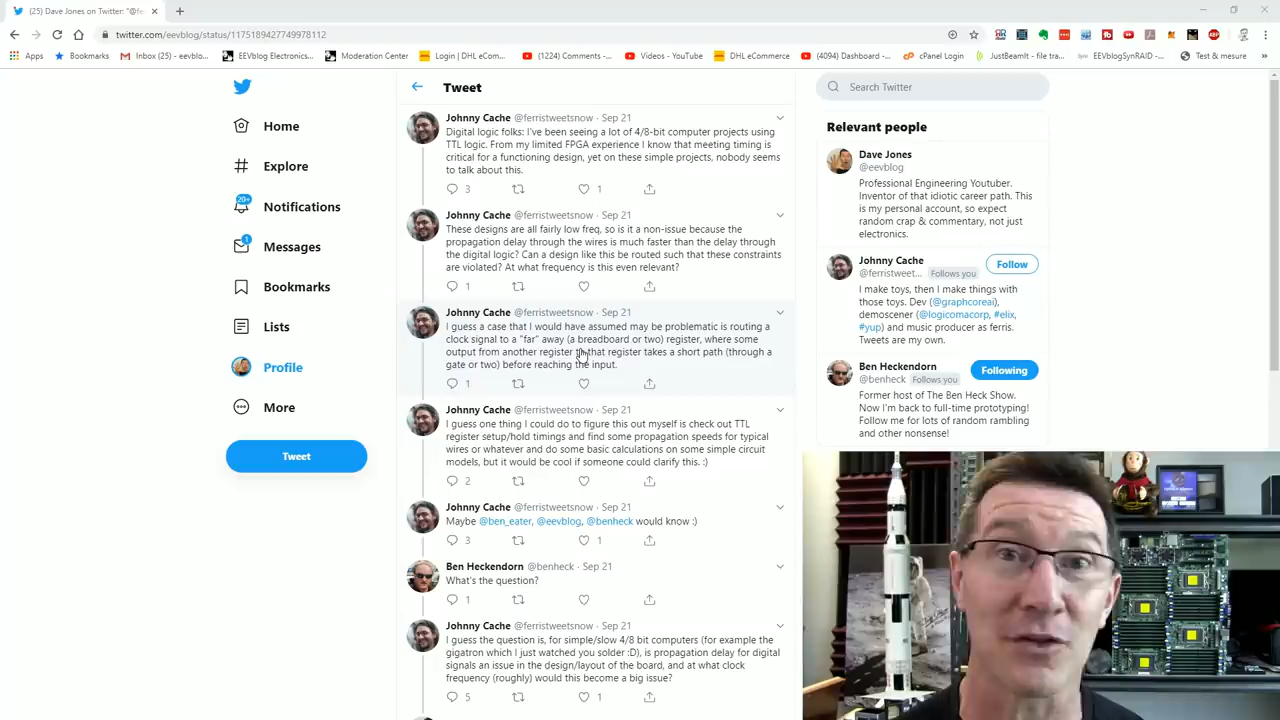 (25) Dave Jones on Twitter: "@fe
twitter.com/eevblog/status/1175189427749978112
Apps
Bookmarks
Inbox (25) - eevblo...
EEVblog Electronics...
Moderation Center
Login | DHL eCom...
(1224) Comments -...
Videos - YouTube
DHL eCommerce
(4094) Dashboard -...
cPanel Login
JustBeamIt - file tra...
EEVblogSynRAID -...
Test & mesure
»
Home
Explore
20+
Notifications
1
Messages
Bookmarks
Lists
Profile
More
Tweet
Tweet
Johnny Cache @ferristweetsnow · Sep 21
Digital logic folks: I've been seeing a lot of 4/8-bit computer projects using
TTL logic. From my limited FPGA experience I know that meeting timing is
critical for a functioning design, yet on these simple projects, nobody seems
to talk about this.
3 1
Johnny Cache @ferristweetsnow · Sep 21
These designs are all fairly low freq, so is it a non-issue because the
propagation delay through the wires is much faster than the delay through
the digital logic? Can a design like this be routed such that these constraints
are violated? At what frequency is this even relevant?
1
Johnny Cache @ferristweetsnow · Sep 21
I guess a case that I would have assumed may be problematic is routing a
clock signal to a "far" away (a breadboard or two) register, where some
output from another register to that register takes a short path (through a
gate or two) before reaching the input.
1
Johnny Cache @ferristweetsnow · Sep 21
I guess one thing I could do to figure this out myself is check out TTL
register setup/hold timings and find some propagation speeds for typical
wires or whatever and do some basic calculations on some simple circuit
models, but it would be cool if someone could clarify this. :)
2
Johnny Cache @ferristweetsnow · Sep 21
Maybe @ben_eater, @eevblog, @benheck would know :)
3 1
Ben Heckendorn @benheck · Sep 21
What's the question?
1
Johnny Cache @ferristweetsnow · Sep 21
I guess the question is, for simple/slow 4/8 bit computers (for example the
gigatron which I just watched you solder :D), is propagation delay for digital
signals an issue in the design/layout of the board, and at what clock
frequency (roughly) would this become a big issue?
5 1
Search Twitter
Relevant people
Dave Jones
@eevblog
Professional Engineering Youtuber.
Inventor of that idiotic career path.
This is my personal account, so expect
random crap & commentary, not just
electronics.
Johnny Cache
@ferristweet... Follows you
Follow
I make toys, then I make things with
those toys. Dev (@graphcoreai),
demoscener (@logicomacorp, #elix,
#yup) and music producer as ferris.
Tweets are my own.
Ben Heckendorn
@benheck Follows you
Following
Former host of The Ben Heck Show.
Now I'm back to full-time prototyping!
Follow me for lots of random rambling
and other nonsense!